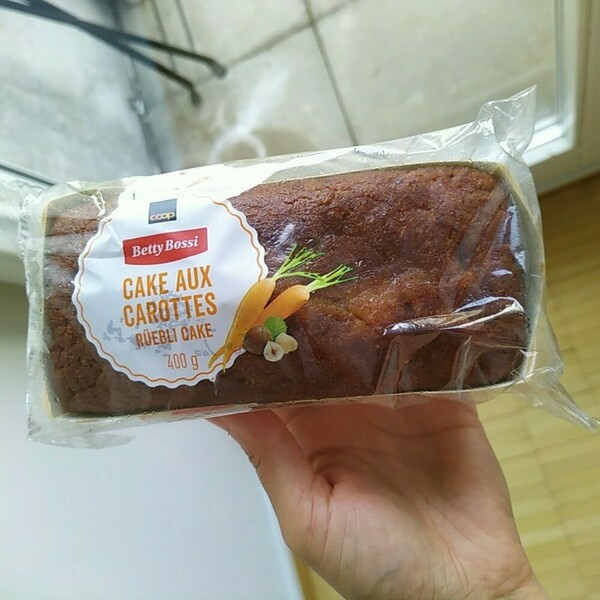 coop
Betty Bossi
CAKE AUX
CAROTTES
RÜEBLI CAKE
400 g